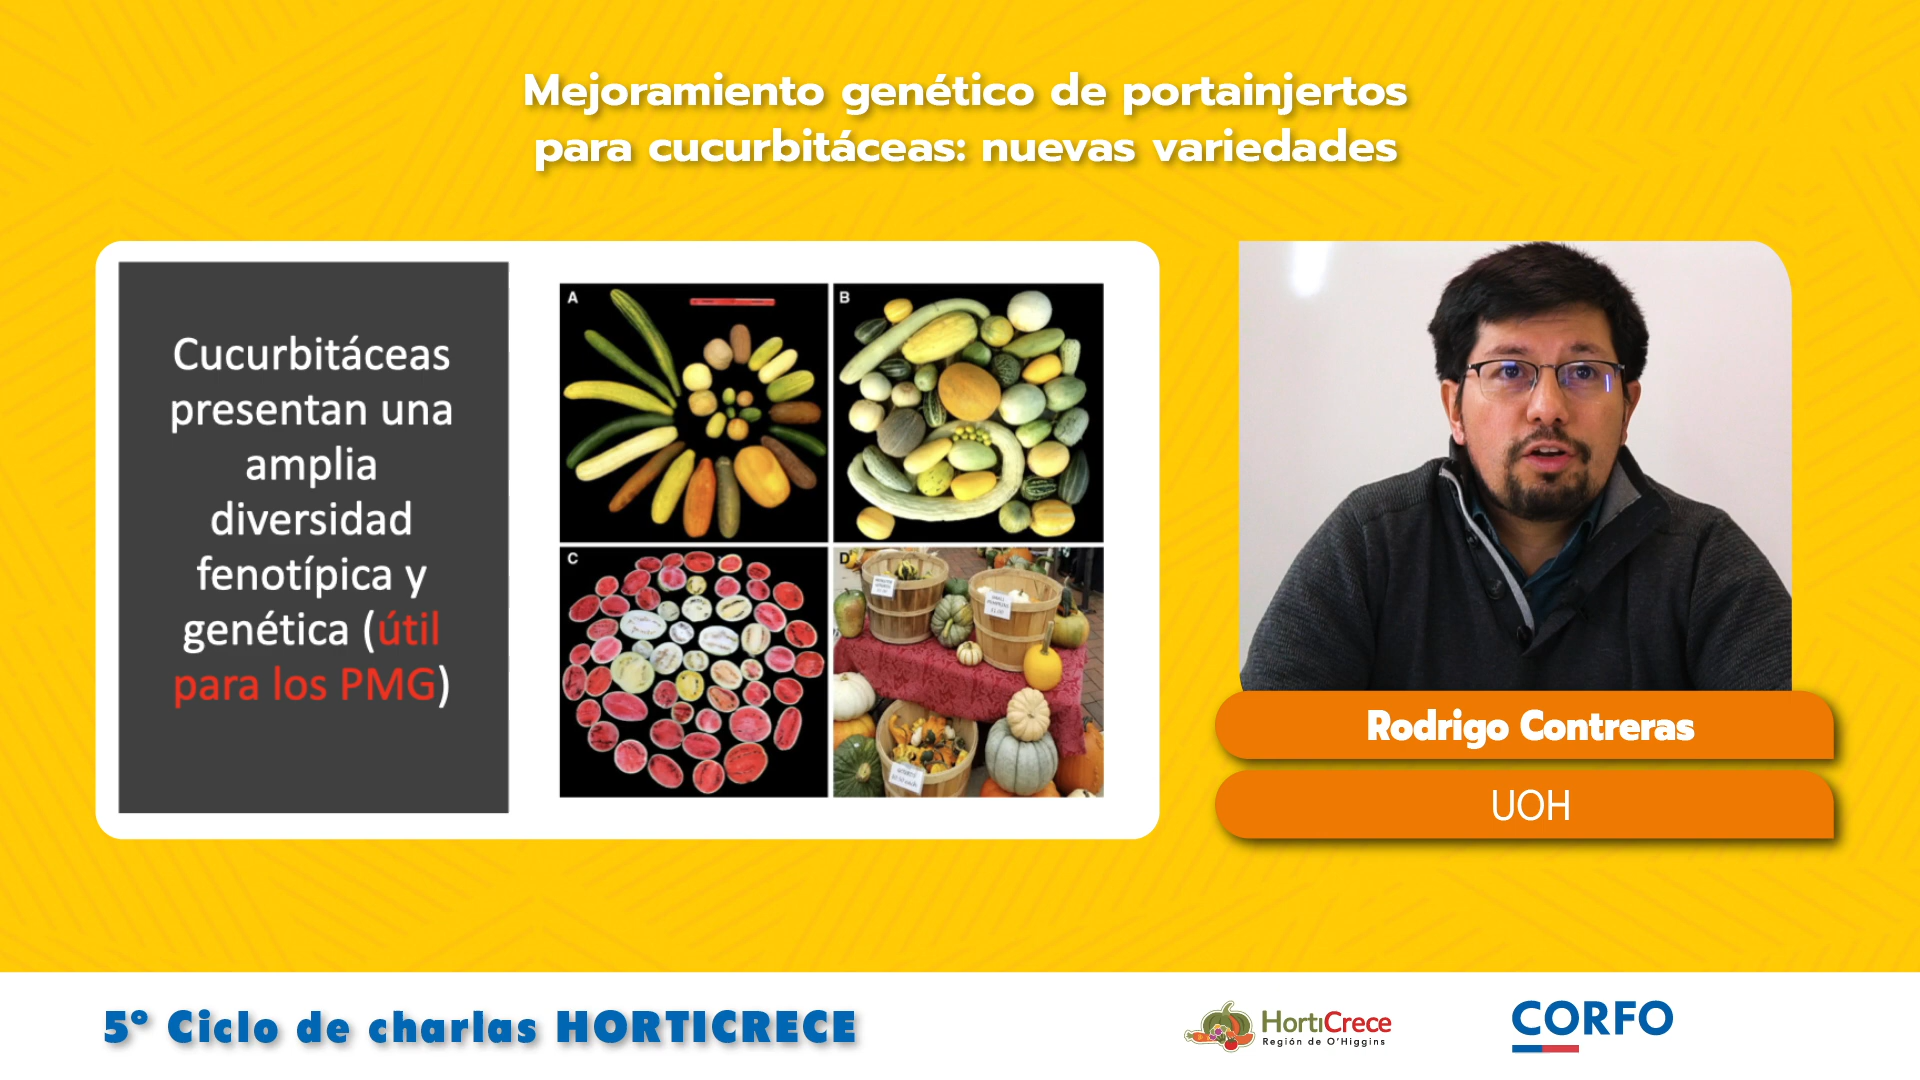 Mejoramiento genético de portainjertos
para cucurbitáceas: nuevas variedades
Cucurbitáceas
presentan una
amplia
diversidad
fenotípica y
genética (útil
para los PMG)
A
B
C
D
Rodrigo Contreras
UOH
5º Ciclo de charlas HORTICRECE
HortiCrece
Región de O'Higgins
CORFO